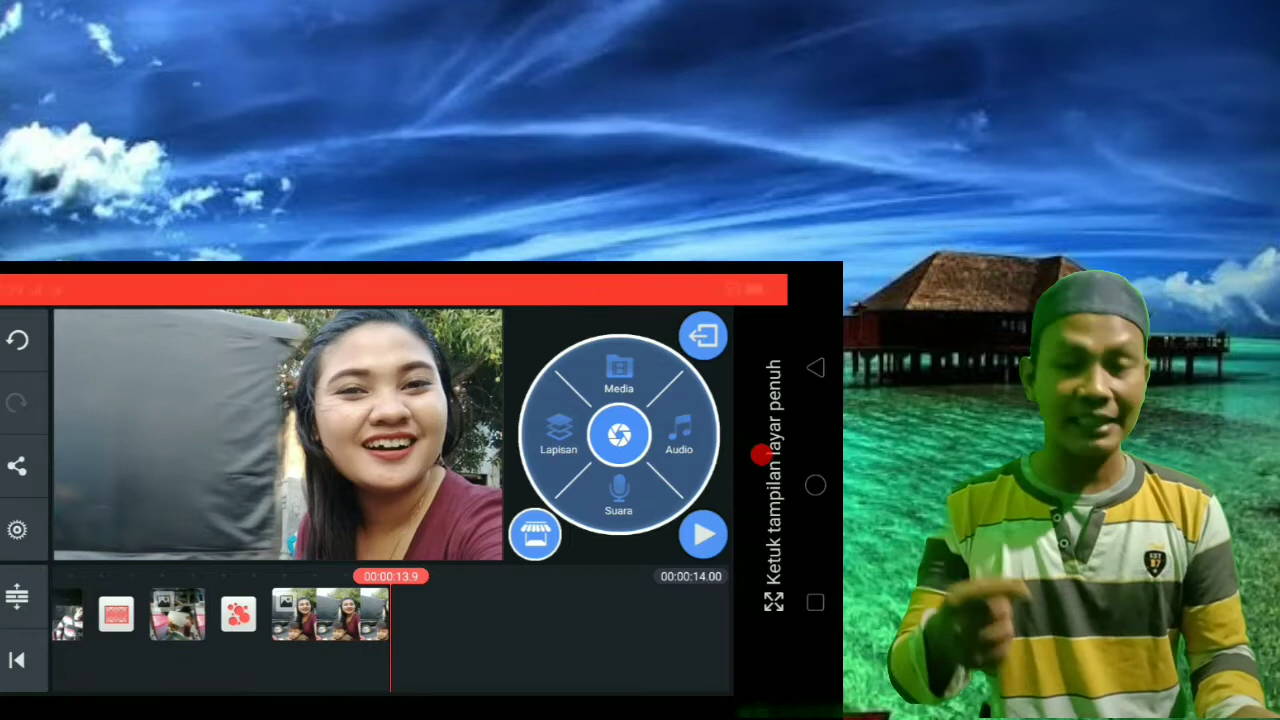 Media
Lapisan
Audio
Suara
00:00:13.9
00:00:14.00
Ketuk tampilan layar penuh